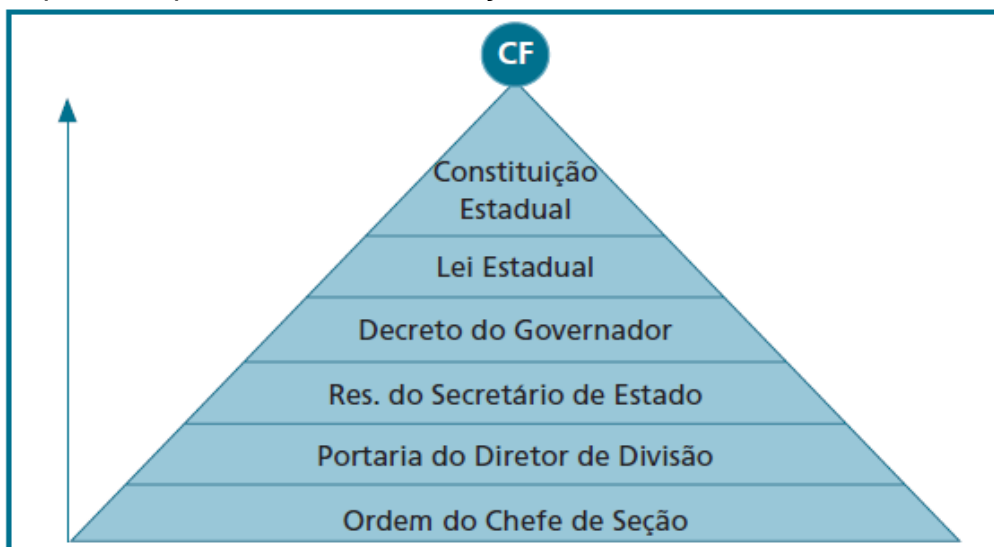 CF
Constituição
Estadual
Lei Estadual
Decreto do Governador
Res. do Secretário de Estado
Portaria do Diretor de Divisão
Ordem do Chefe de Seção